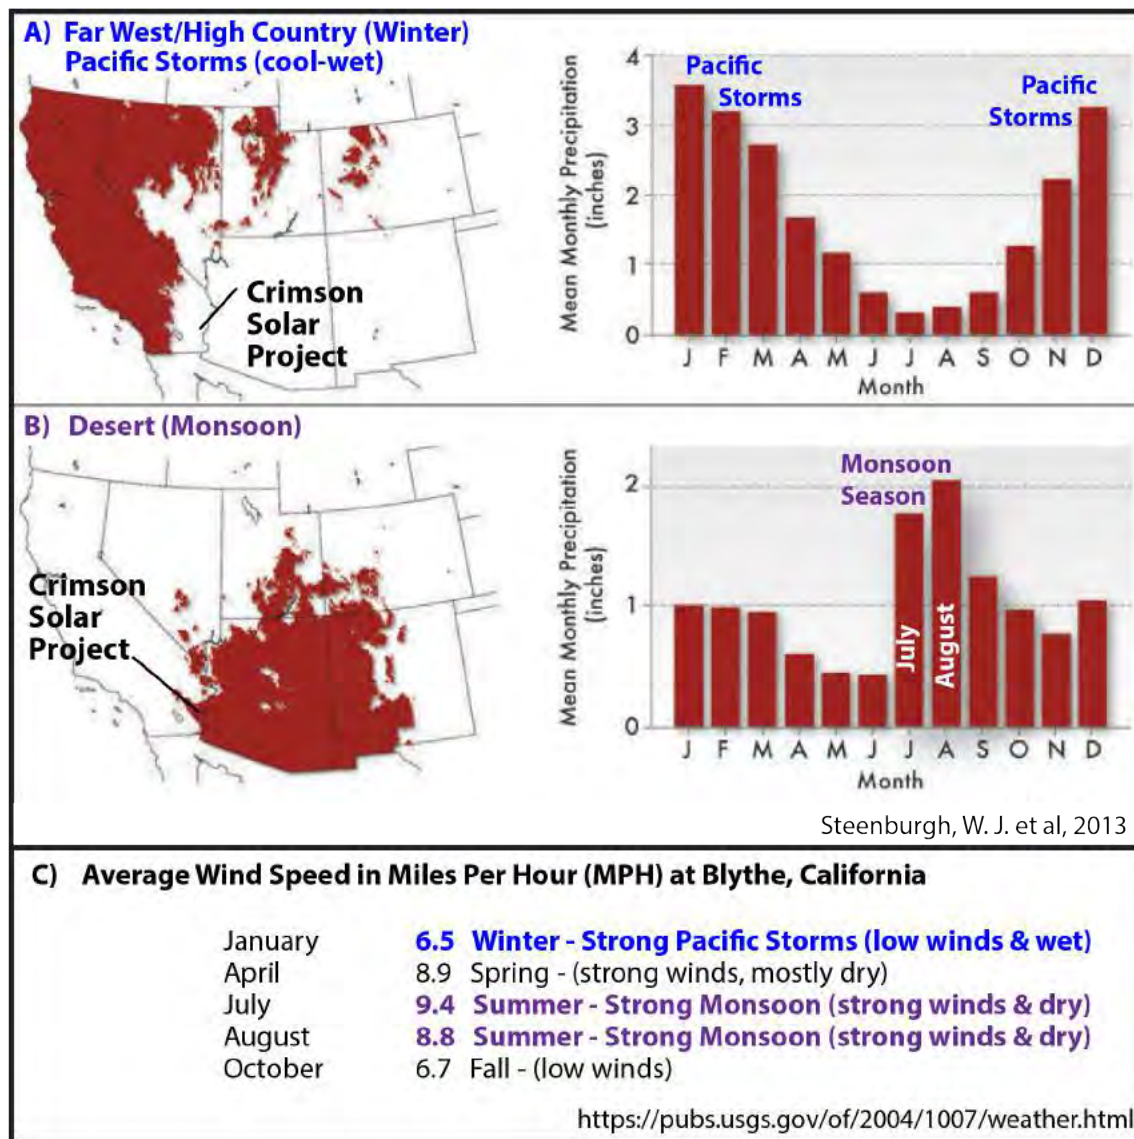 A) Far West/High Country (Winter)
Pacific Storms (cool-wet)
Crimson
Solar
Project
Mean Monthly Precipitation
(inches)
4
3
2
1
0
Pacific
Storms
Pacific
Storms
J F M A M J J A S O N D
Month
B) Desert (Monsoon)
Crimson
Solar
Project
Mean Monthly Precipitation
(inches)
2
1
0
Monsoon
Season
July
August
J F M A M J J A S O N D
Month
Steenburgh, W. J. et al, 2013
C) Average Wind Speed in Miles Per Hour (MPH) at Blythe, California
January 6.5 Winter - Strong Pacific Storms (low winds & wet)
April 8.9 Spring - (strong winds, mostly dry)
July 9.4 Summer - Strong Monsoon (strong winds & dry)
August 8.8 Summer - Strong Monsoon (strong winds & dry)
October 6.7 Fall - (low winds)
https://pubs.usgs.gov/of/2004/1007/weather.html